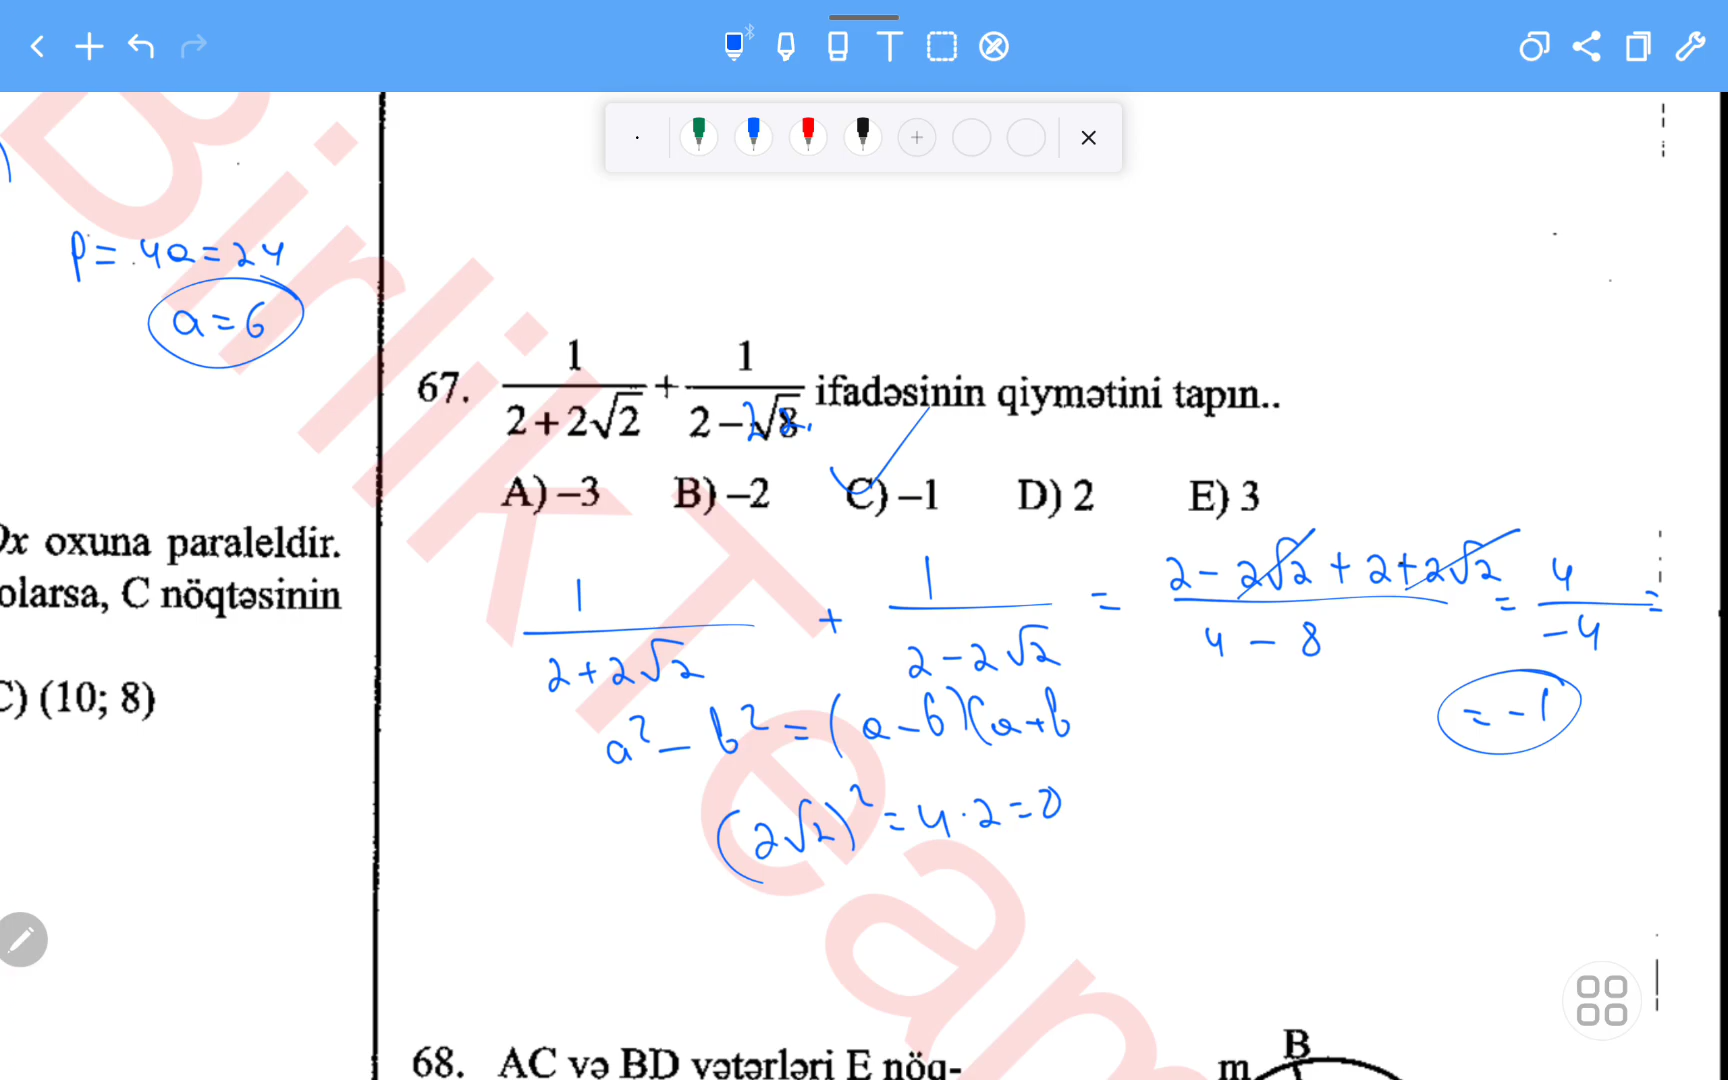 P = 4a = 24
a = 6
Ox oxuna paraleldir.
olarsa, C nöqtəsinin
C) (10; 8)
67. 1/(2+2√2) + 1/(2−√8) ifadəsinin qiymətini tapın..
2 2
A) –3 B) –2 C) –1 D) 2 E) 3
1/(2+2√2) + 1/(2−2√2) = (2−2√2+2+2√2)/(4−8) = 4/−4 =
= −1
a² − b² = (a−b)(a+b
(2√2)² = 4·2 = 8
68. AC və BD vətərləri E nöq-
m B
BirlikTeam